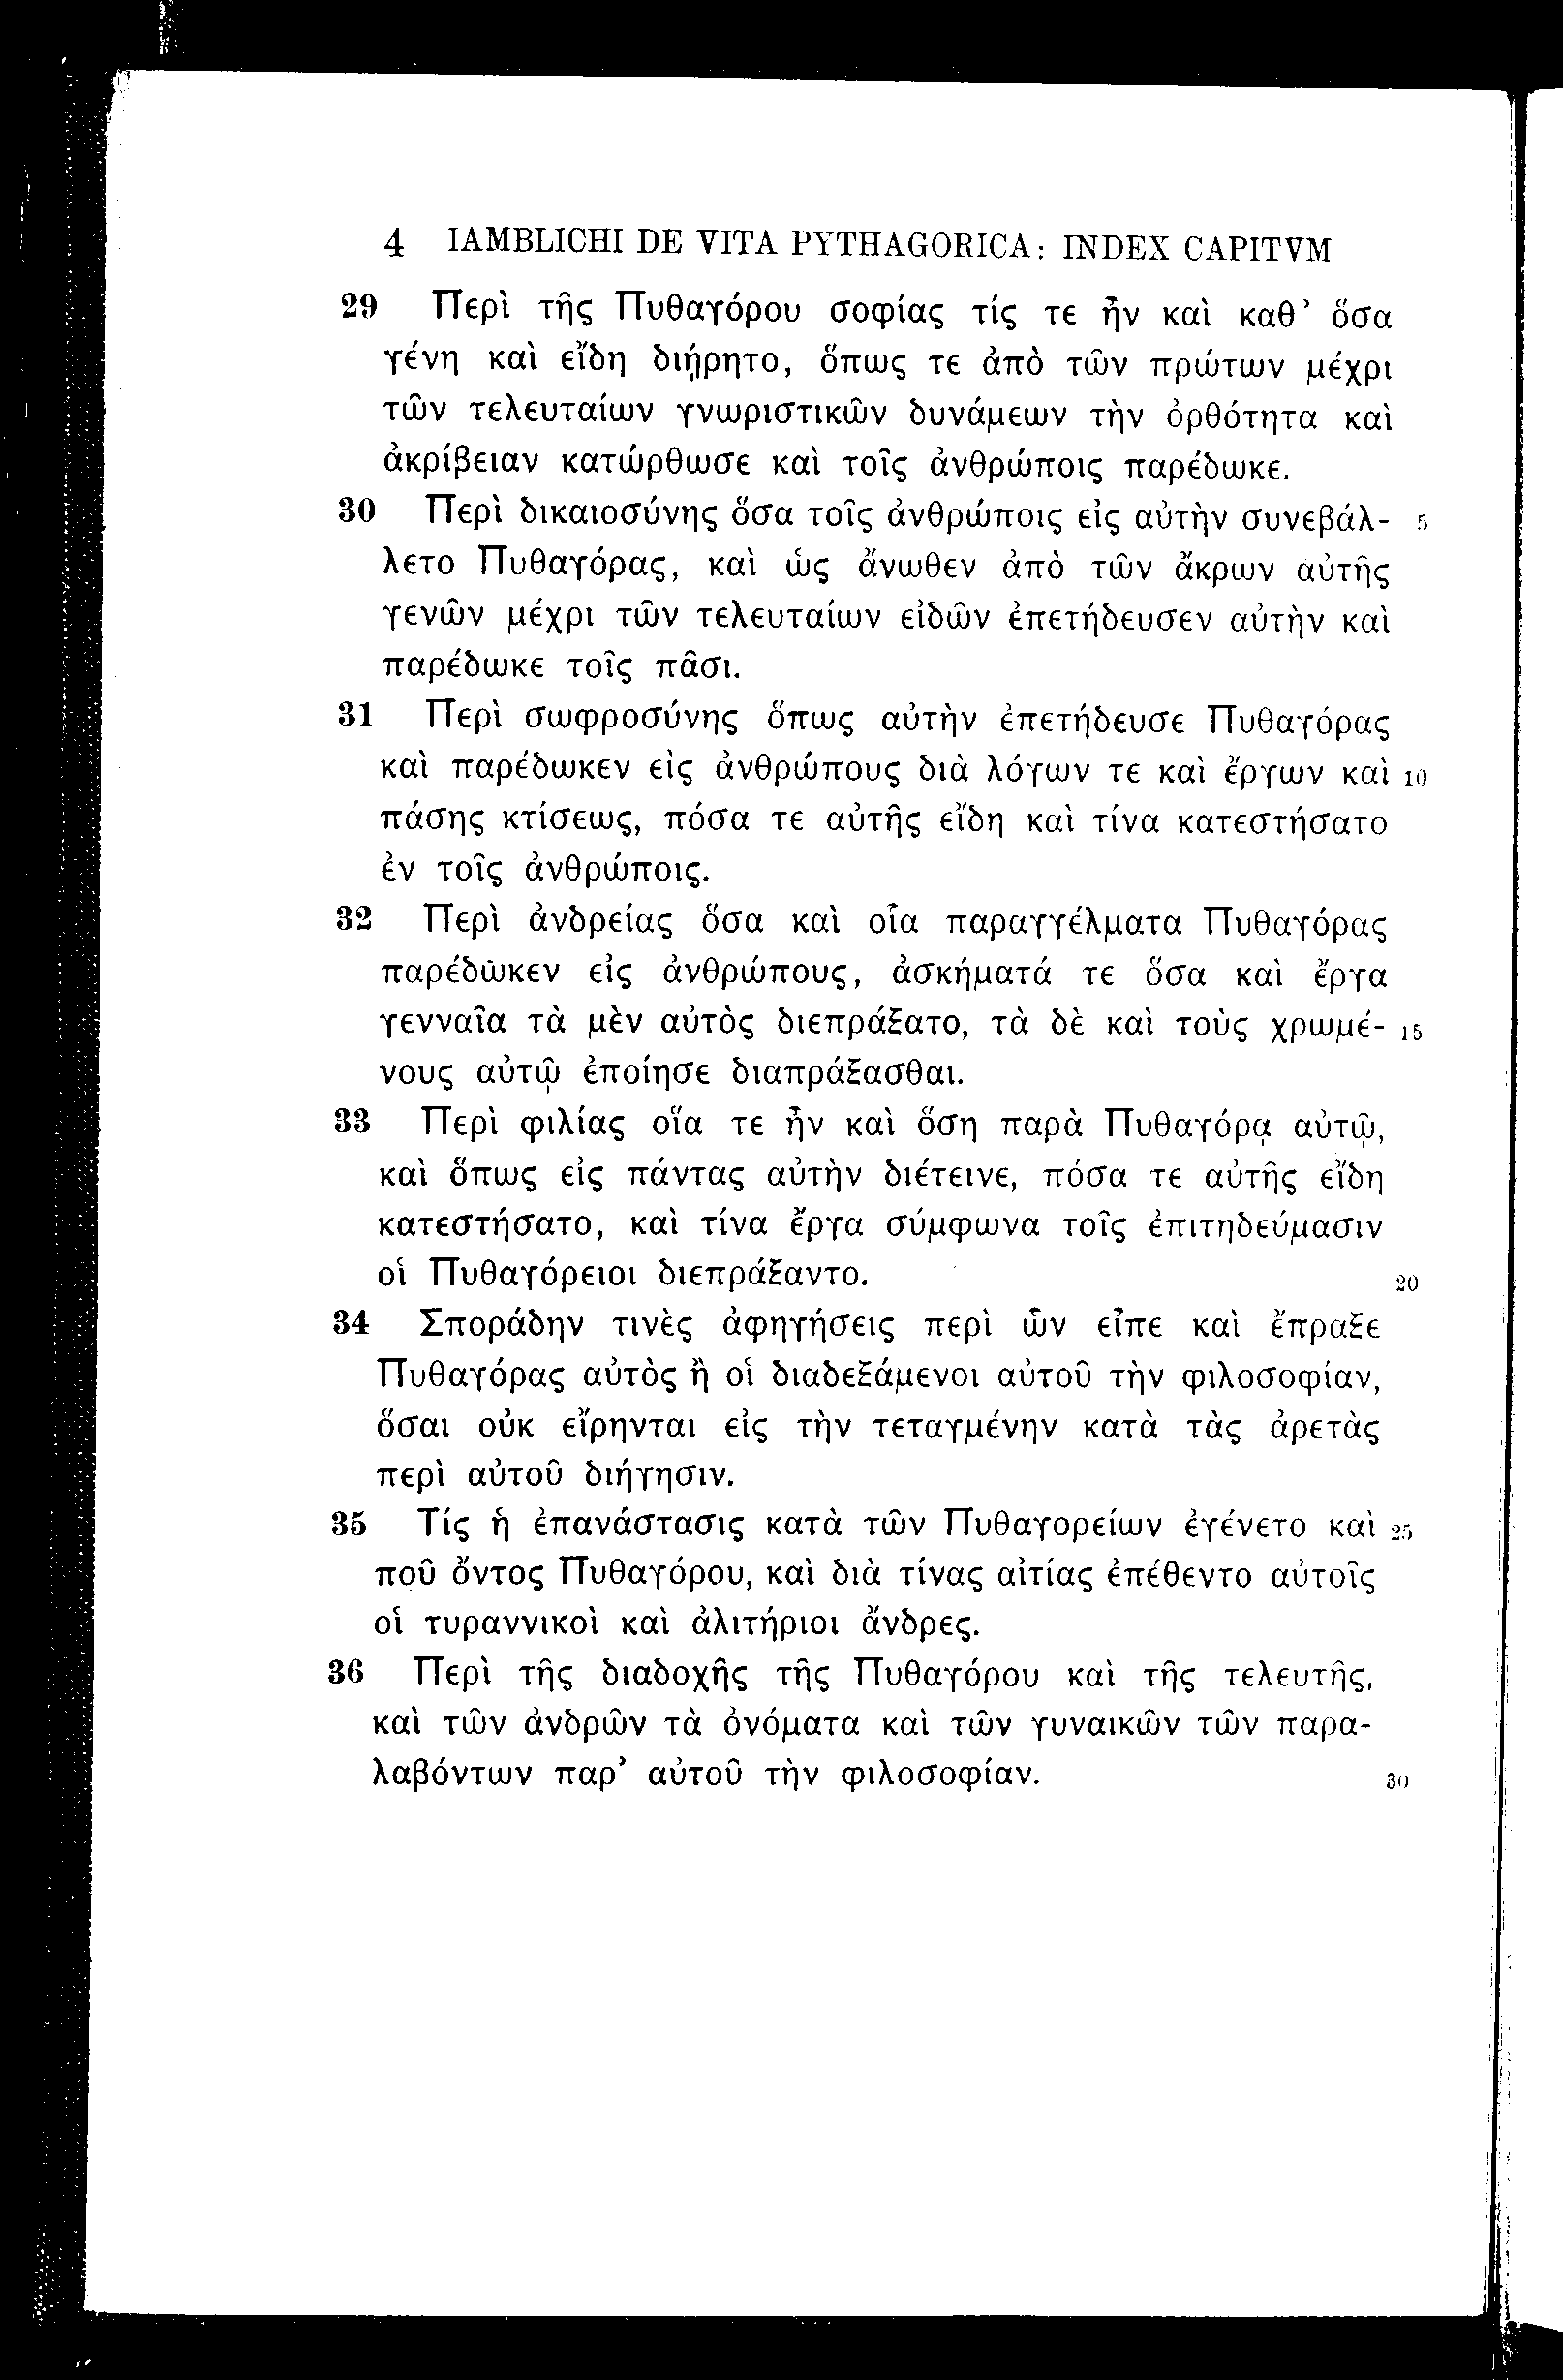 4 IAMBLICHI DE VITA PYTHAGORICA: INDEX CAPITVM
29 Περὶ τῆς Πυθαγόρου σοφίας τίς τε ἦν καὶ καθ’ ὅσα
γένη καὶ εἴδη διῄρητο, ὅπως τε ἀπὸ τῶν πρώτων μέχρι
τῶν τελευταίων γνωριστικῶν δυνάμεων τὴν ὀρθότητα καὶ
ἀκρίβειαν κατώρθωσε καὶ τοῖς ἀνθρώποις παρέδωκε.
30 Περὶ δικαιοσύνης ὅσα τοῖς ἀνθρώποις εἰς αὐτὴν συνεβάλ- 5
λετο Πυθαγόρας, καὶ ὡς ἄνωθεν ἀπὸ τῶν ἄκρων αὐτῆς
γενῶν μέχρι τῶν τελευταίων εἰδῶν ἐπετήδευσεν αὐτὴν καὶ
παρέδωκε τοῖς πᾶσι.
31 Περὶ σωφροσύνης ὅπως αὐτὴν ἐπετήδευσε Πυθαγόρας
καὶ παρέδωκεν εἰς ἀνθρώπους διὰ λόγων τε καὶ ἔργων καὶ 10
πάσης κτίσεως, πόσα τε αὐτῆς εἴδη καὶ τίνα κατεστήσατο
ἐν τοῖς ἀνθρώποις.
32 Περὶ ἀνδρείας ὅσα καὶ οἷα παραγγέλματα Πυθαγόρας
παρέδωκεν εἰς ἀνθρώπους, ἀσκήματά τε ὅσα καὶ ἔργα
γενναῖα τὰ μὲν αὐτὸς διεπράξατο, τὰ δὲ καὶ τοὺς χρωμέ- 15
νους αὐτῷ ἐποίησε διαπράξασθαι.
33 Περὶ φιλίας οἵα τε ἦν καὶ ὅση παρὰ Πυθαγόρᾳ αὐτῷ,
καὶ ὅπως εἰς πάντας αὐτὴν διέτεινε, πόσα τε αὐτῆς εἴδη
κατεστήσατο, καὶ τίνα ἔργα σύμφωνα τοῖς ἐπιτηδεύμασιν
οἱ Πυθαγόρειοι διεπράξαντο. 20
34 Σποράδην τινὲς ἀφηγήσεις περὶ ὧν εἶπε καὶ ἔπραξε
Πυθαγόρας αὐτὸς ἢ οἱ διαδεξάμενοι αὐτοῦ τὴν φιλοσοφίαν,
ὅσαι οὐκ εἴρηνται εἰς τὴν τεταγμένην κατὰ τὰς ἀρετὰς
περὶ αὐτοῦ διήγησιν.
35 Τίς ἡ ἐπανάστασις κατὰ τῶν Πυθαγορείων ἐγένετο καὶ 25
ποῦ ὄντος Πυθαγόρου, καὶ διὰ τίνας αἰτίας ἐπέθεντο αὐτοῖς
οἱ τυραννικοὶ καὶ ἀλιτήριοι ἄνδρες.
36 Περὶ τῆς διαδοχῆς τῆς Πυθαγόρου καὶ τῆς τελευτῆς,
καὶ τῶν ἀνδρῶν τὰ ὀνόματα καὶ τῶν γυναικῶν τῶν παρα-
λαβόντων παρ’ αὐτοῦ τὴν φιλοσοφίαν. 30